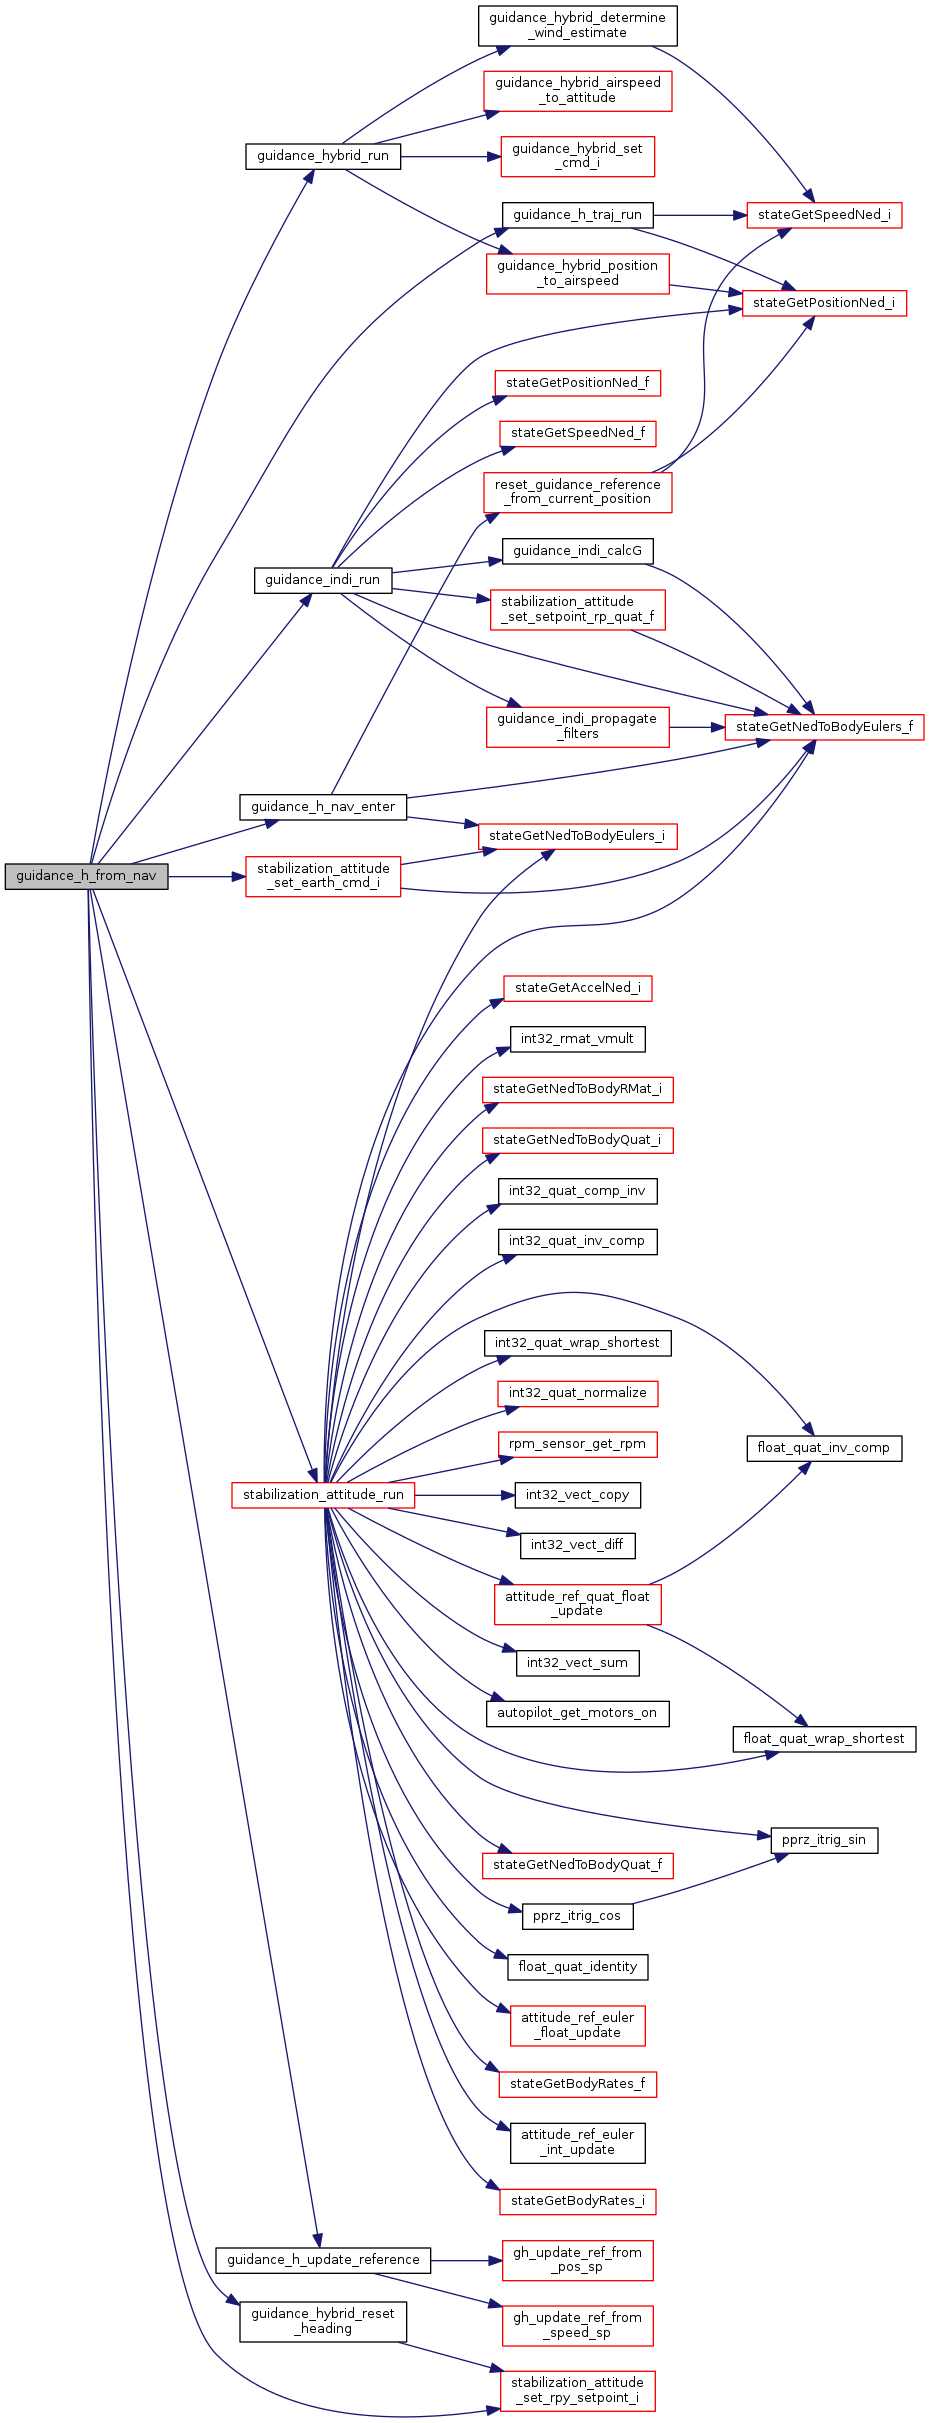 guidance_hybrid_determine
_wind_estimate
guidance_hybrid_airspeed
_to_attitude
guidance_hybrid_run
guidance_hybrid_set
_cmd_i
guidance_h_traj_run
stateGetSpeedNed_i
guidance_hybrid_position
_to_airspeed
stateGetPositionNed_i
stateGetPositionNed_f
stateGetSpeedNed_f
reset_guidance_reference
_from_current_position
guidance_indi_calcG
guidance_indi_run
stabilization_attitude
_set_setpoint_rp_quat_f
guidance_indi_propagate
_filters
stateGetNedToBodyEulers_f
guidance_h_nav_enter
stateGetNedToBodyEulers_i
guidance_h_from_nav
stabilization_attitude
_set_earth_cmd_i
stateGetAccelNed_i
int32_rmat_vmult
stateGetNedToBodyRMat_i
stateGetNedToBodyQuat_i
int32_quat_comp_inv
int32_quat_inv_comp
int32_quat_wrap_shortest
int32_quat_normalize
rpm_sensor_get_rpm
float_quat_inv_comp
stabilization_attitude_run
int32_vect_copy
int32_vect_diff
attitude_ref_quat_float
_update
int32_vect_sum
autopilot_get_motors_on
float_quat_wrap_shortest
pprz_itrig_sin
stateGetNedToBodyQuat_f
pprz_itrig_cos
float_quat_identity
attitude_ref_euler
_float_update
stateGetBodyRates_f
attitude_ref_euler
_int_update
stateGetBodyRates_i
guidance_h_update_reference
gh_update_ref_from
_pos_sp
guidance_hybrid_reset
_heading
gh_update_ref_from
_speed_sp
stabilization_attitude
_set_rpy_setpoint_i